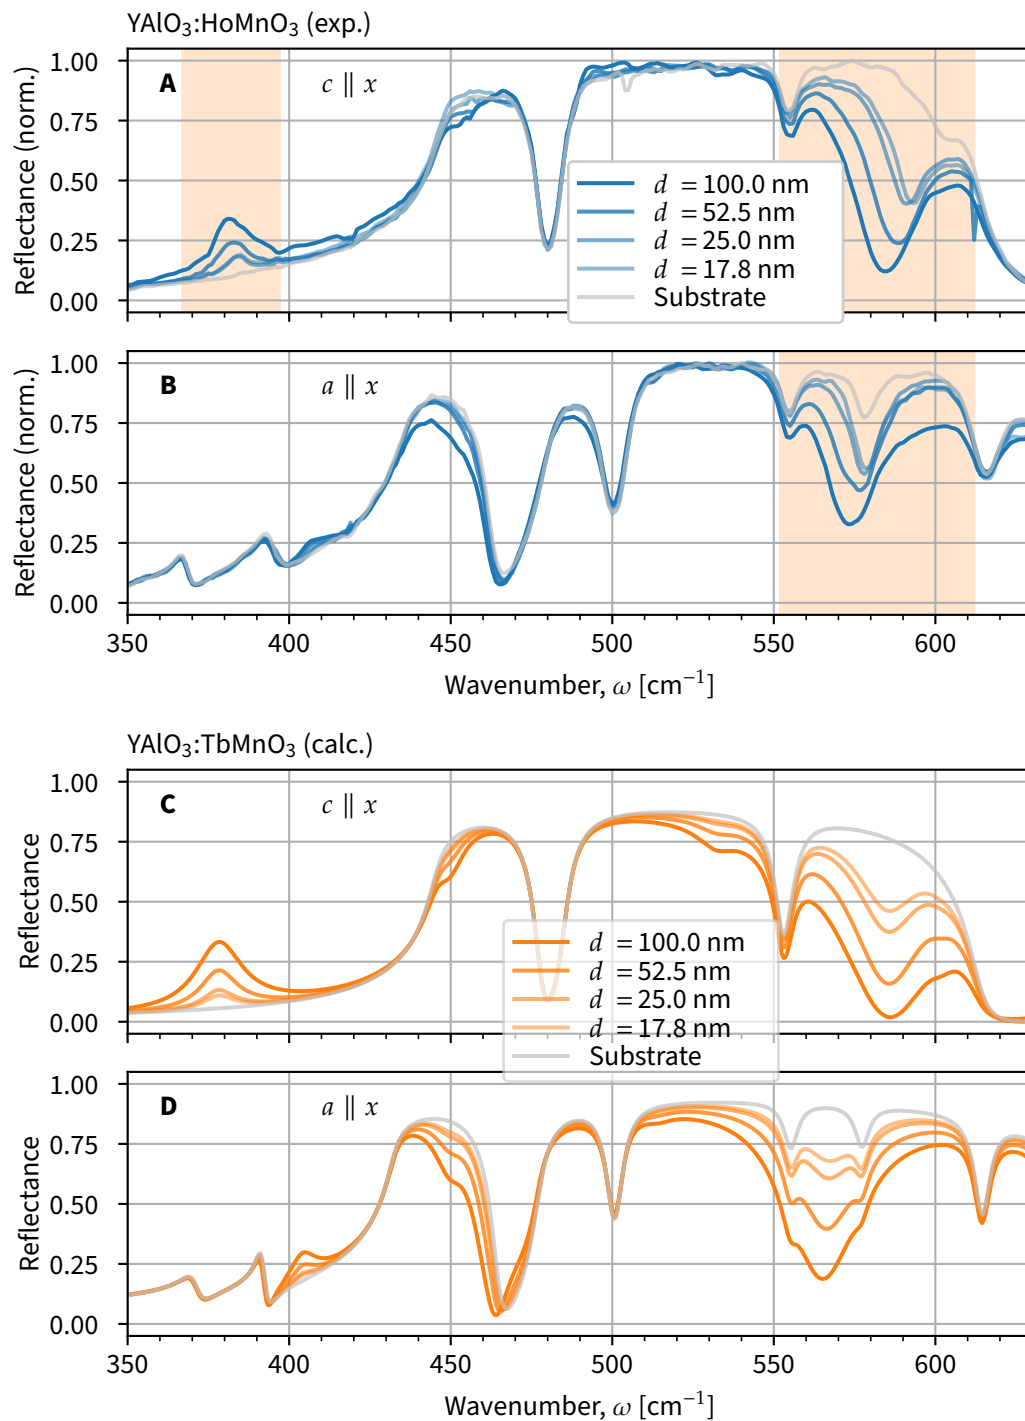 YAlO₃:HoMnO₃ (exp.)
1.00
0.75
0.50
0.25
0.00
Reflectance (norm.)
A
c ∥ x
d = 100.0 nm
d = 52.5 nm
d = 25.0 nm
d = 17.8 nm
Substrate
1.00
0.75
0.50
0.25
0.00
Reflectance (norm.)
B
a ∥ x
350 400 450 500 550 600
Wavenumber, ω [cm⁻¹]
YAlO₃:TbMnO₃ (calc.)
1.00
0.75
0.50
0.25
0.00
Reflectance
C
c ∥ x
d = 100.0 nm
d = 52.5 nm
d = 25.0 nm
d = 17.8 nm
Substrate
1.00
0.75
0.50
0.25
0.00
Reflectance
D
a ∥ x
350 400 450 500 550 600
Wavenumber, ω [cm⁻¹]